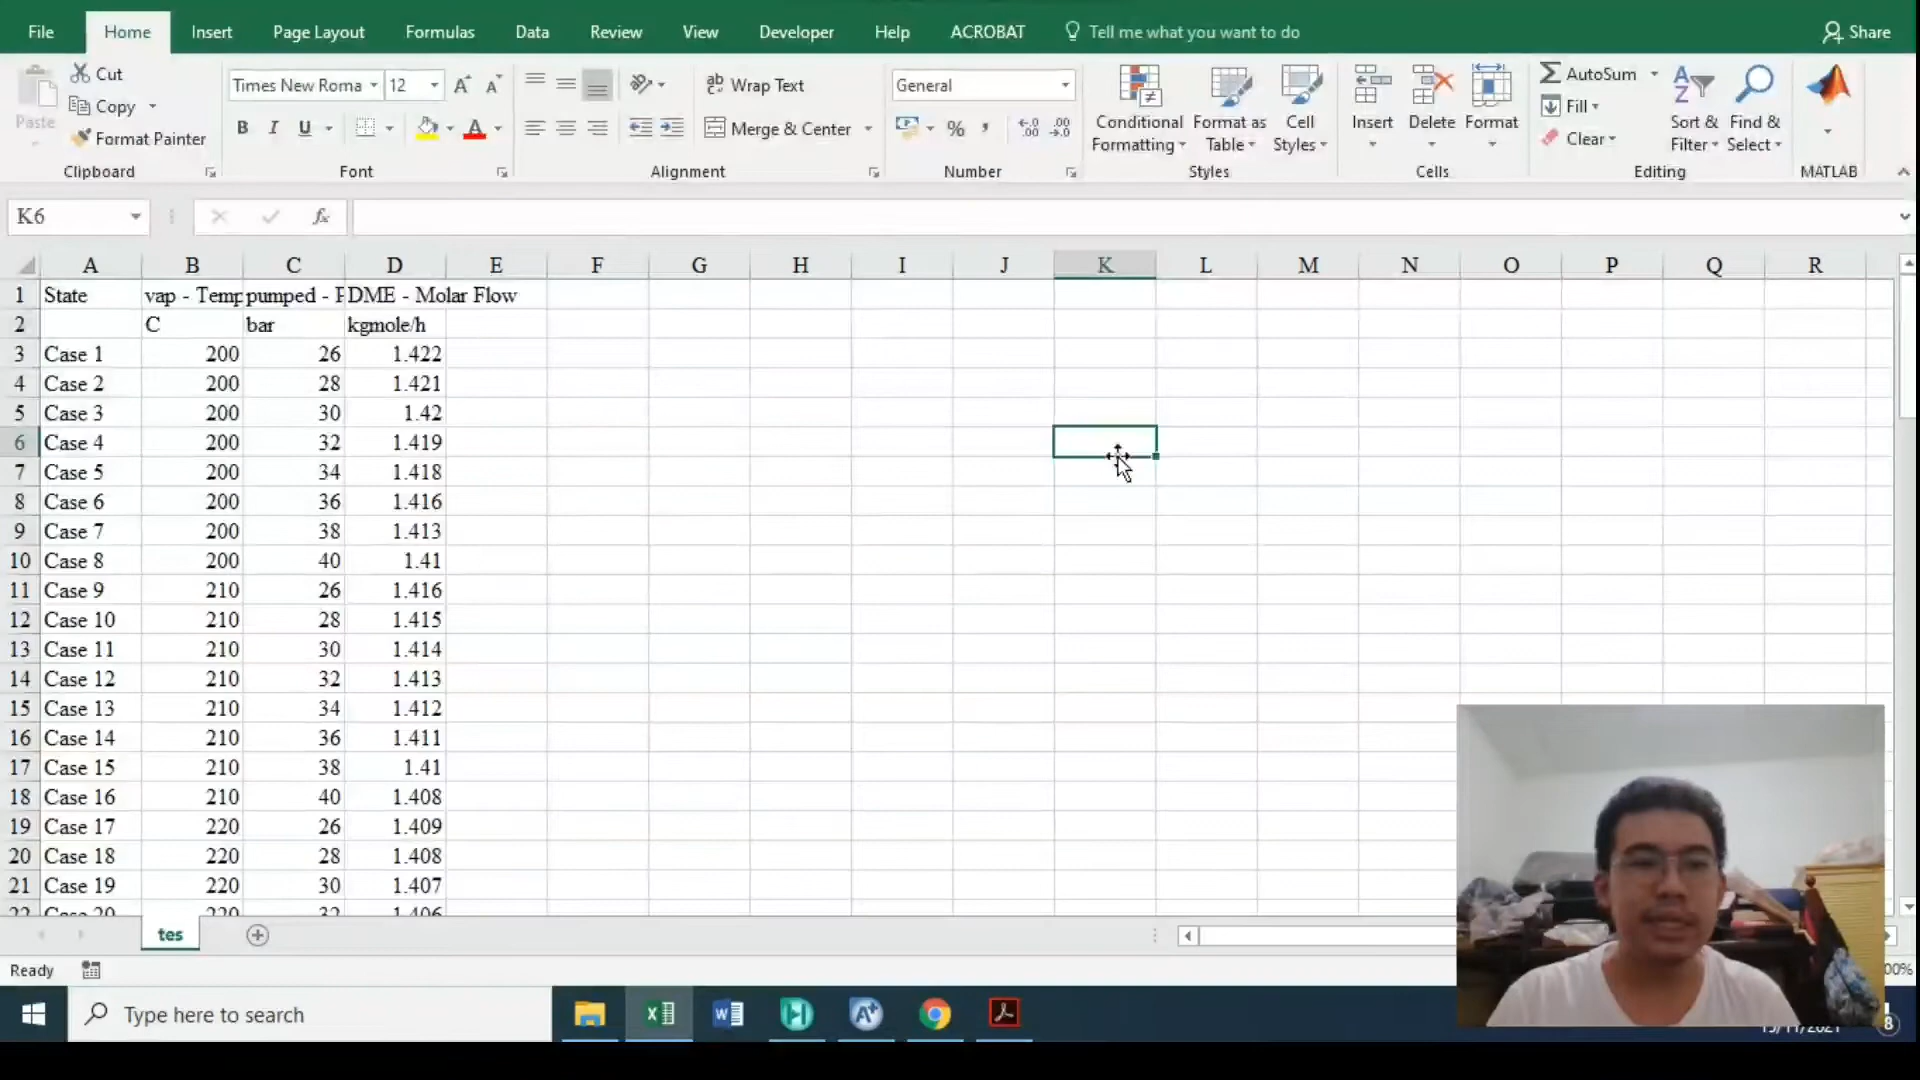 File Home Insert Page Layout Formulas Data Review View Developer Help ACROBAT Tell me what you want to do Share
Paste Cut Copy Format Painter Clipboard
Times New Roma 12 B I U A Font
Wrap Text Merge & Center Alignment
General % Number
Conditional Formatting Format as Table Cell Styles Styles
Insert Delete Format Cells
AutoSum Fill Clear Sort & Filter Find & Select Editing
MATLAB
K6 fx
A B C D E F G H I J K L M N O P Q R
1 State vap - Temp pumped - P DME - Molar Flow
2 C bar kgmole/h
3 Case 1 200 26 1.422
4 Case 2 200 28 1.421
5 Case 3 200 30 1.42
6 Case 4 200 32 1.419
7 Case 5 200 34 1.418
8 Case 6 200 36 1.416
9 Case 7 200 38 1.413
10 Case 8 200 40 1.41
11 Case 9 210 26 1.416
12 Case 10 210 28 1.415
13 Case 11 210 30 1.414
14 Case 12 210 32 1.413
15 Case 13 210 34 1.412
16 Case 14 210 36 1.411
17 Case 15 210 38 1.41
18 Case 16 210 40 1.408
19 Case 17 220 26 1.409
20 Case 18 220 28 1.408
21 Case 19 220 30 1.407
22 Case 20 220 32 1.406
tes
Ready
Type here to search